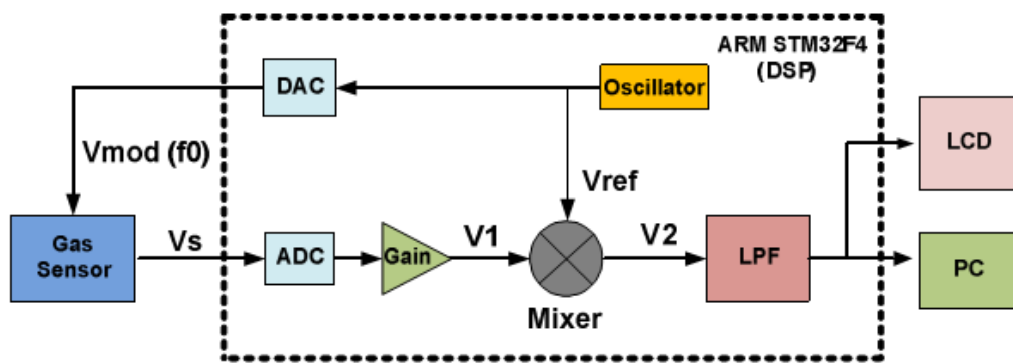 ARM STM32F4
(DSP)
DAC
Oscillator
LCD
Vmod (f0)
Vref
Gas
Sensor
Vs
ADC
Gain
V1
V2
LPF
PC
Mixer